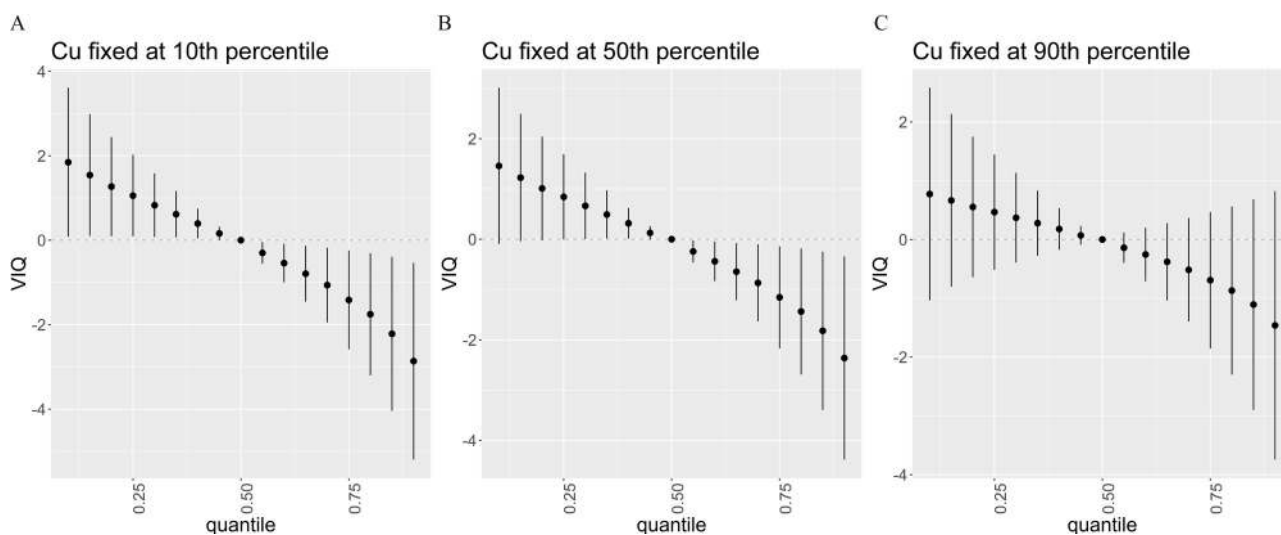 A
Cu fixed at 10th percentile
4
2
0
-2
-4
VIQ
0.25
0.50
0.75
quantile
B
Cu fixed at 50th percentile
2
0
-2
-4
VIQ
0.25
0.50
0.75
quantile
C
Cu fixed at 90th percentile
2
0
-2
-4
VIQ
0.25
0.50
0.75
quantile